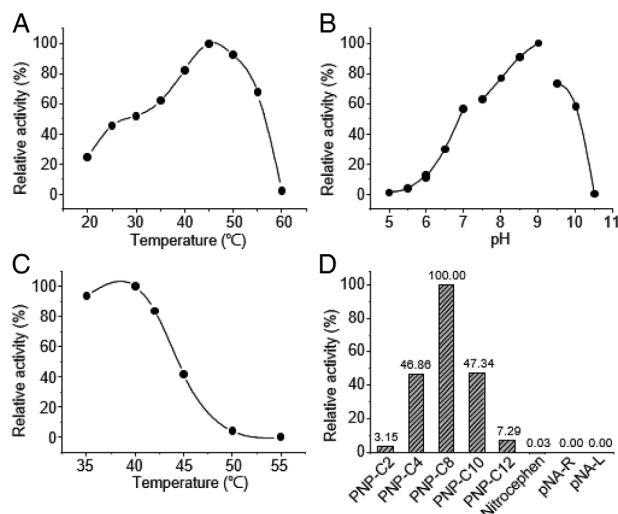 A
Relative activity (%)
100
80
60
40
20
0
20 30 40 50 60
Temperature (℃)
B
Relative activity (%)
100
80
60
40
20
0
5 6 7 8 9 10 11
pH
C
Relative activity (%)
100
80
60
40
20
0
35 40 45 50 55
Temperature (℃)
D
Relative activity (%)
100
80
60
40
20
0
3.15
46.86
100.00
47.34
7.29
0.03
0.00
0.00
PNP-C2
PNP-C4
PNP-C8
PNP-C10
PNP-C12
Nitrocephen
pNA-R
pNA-L